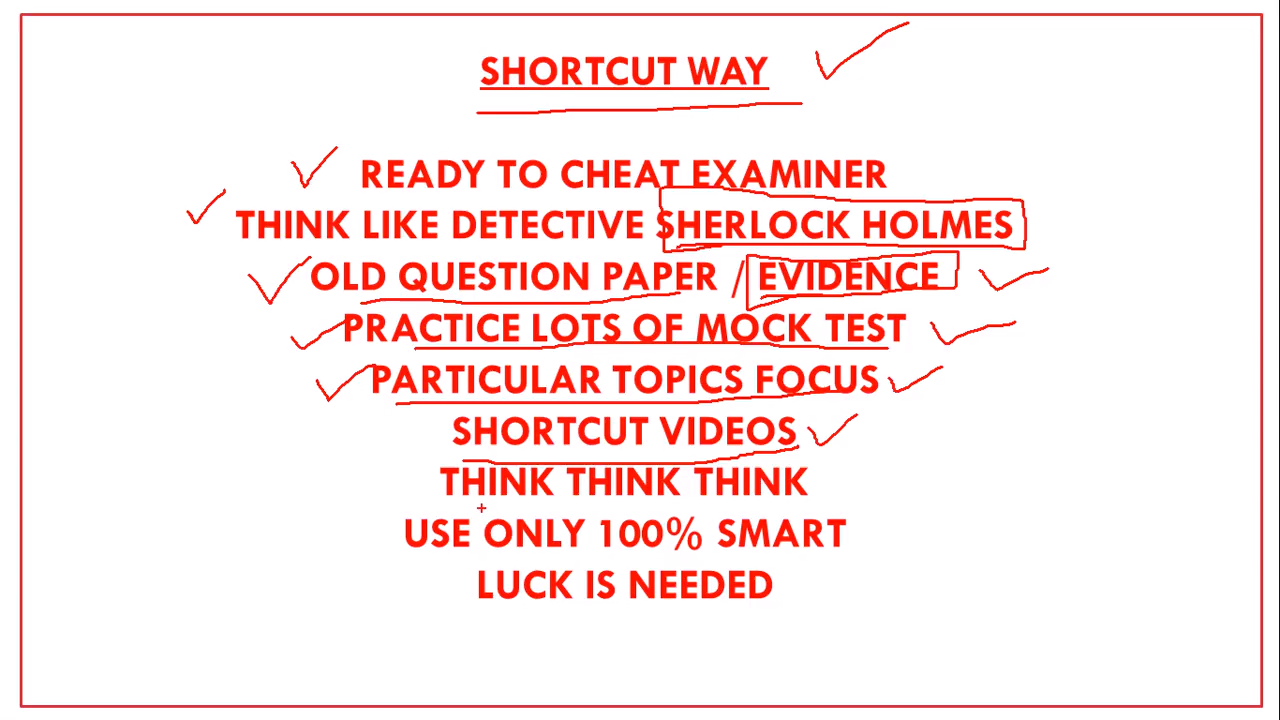 SHORTCUT WAY
READY TO CHEAT EXAMINER
THINK LIKE DETECTIVE SHERLOCK HOLMES
OLD QUESTION PAPER / EVIDENCE
PRACTICE LOTS OF MOCK TEST
PARTICULAR TOPICS FOCUS
SHORTCUT VIDEOS
THINK THINK THINK
USE ONLY 100% SMART
LUCK IS NEEDED